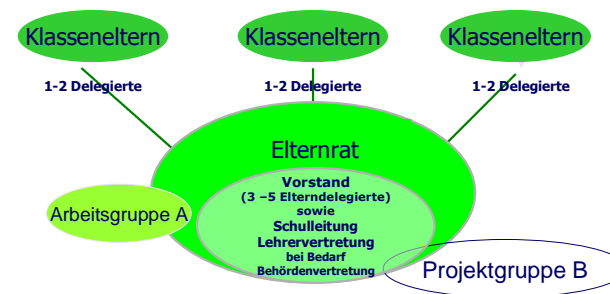 Klasseneltern Klasseneltern Klasseneltern
1-2 Delegierte 1-2 Delegierte 1-2 Delegierte
Elternrat
Vorstand
(3 –5 Elterndelegierte)
sowie
Arbeitsgruppe A
Schulleitung
Lehrervertretung
bei Bedarf
Behördenvertretung
Projektgruppe B